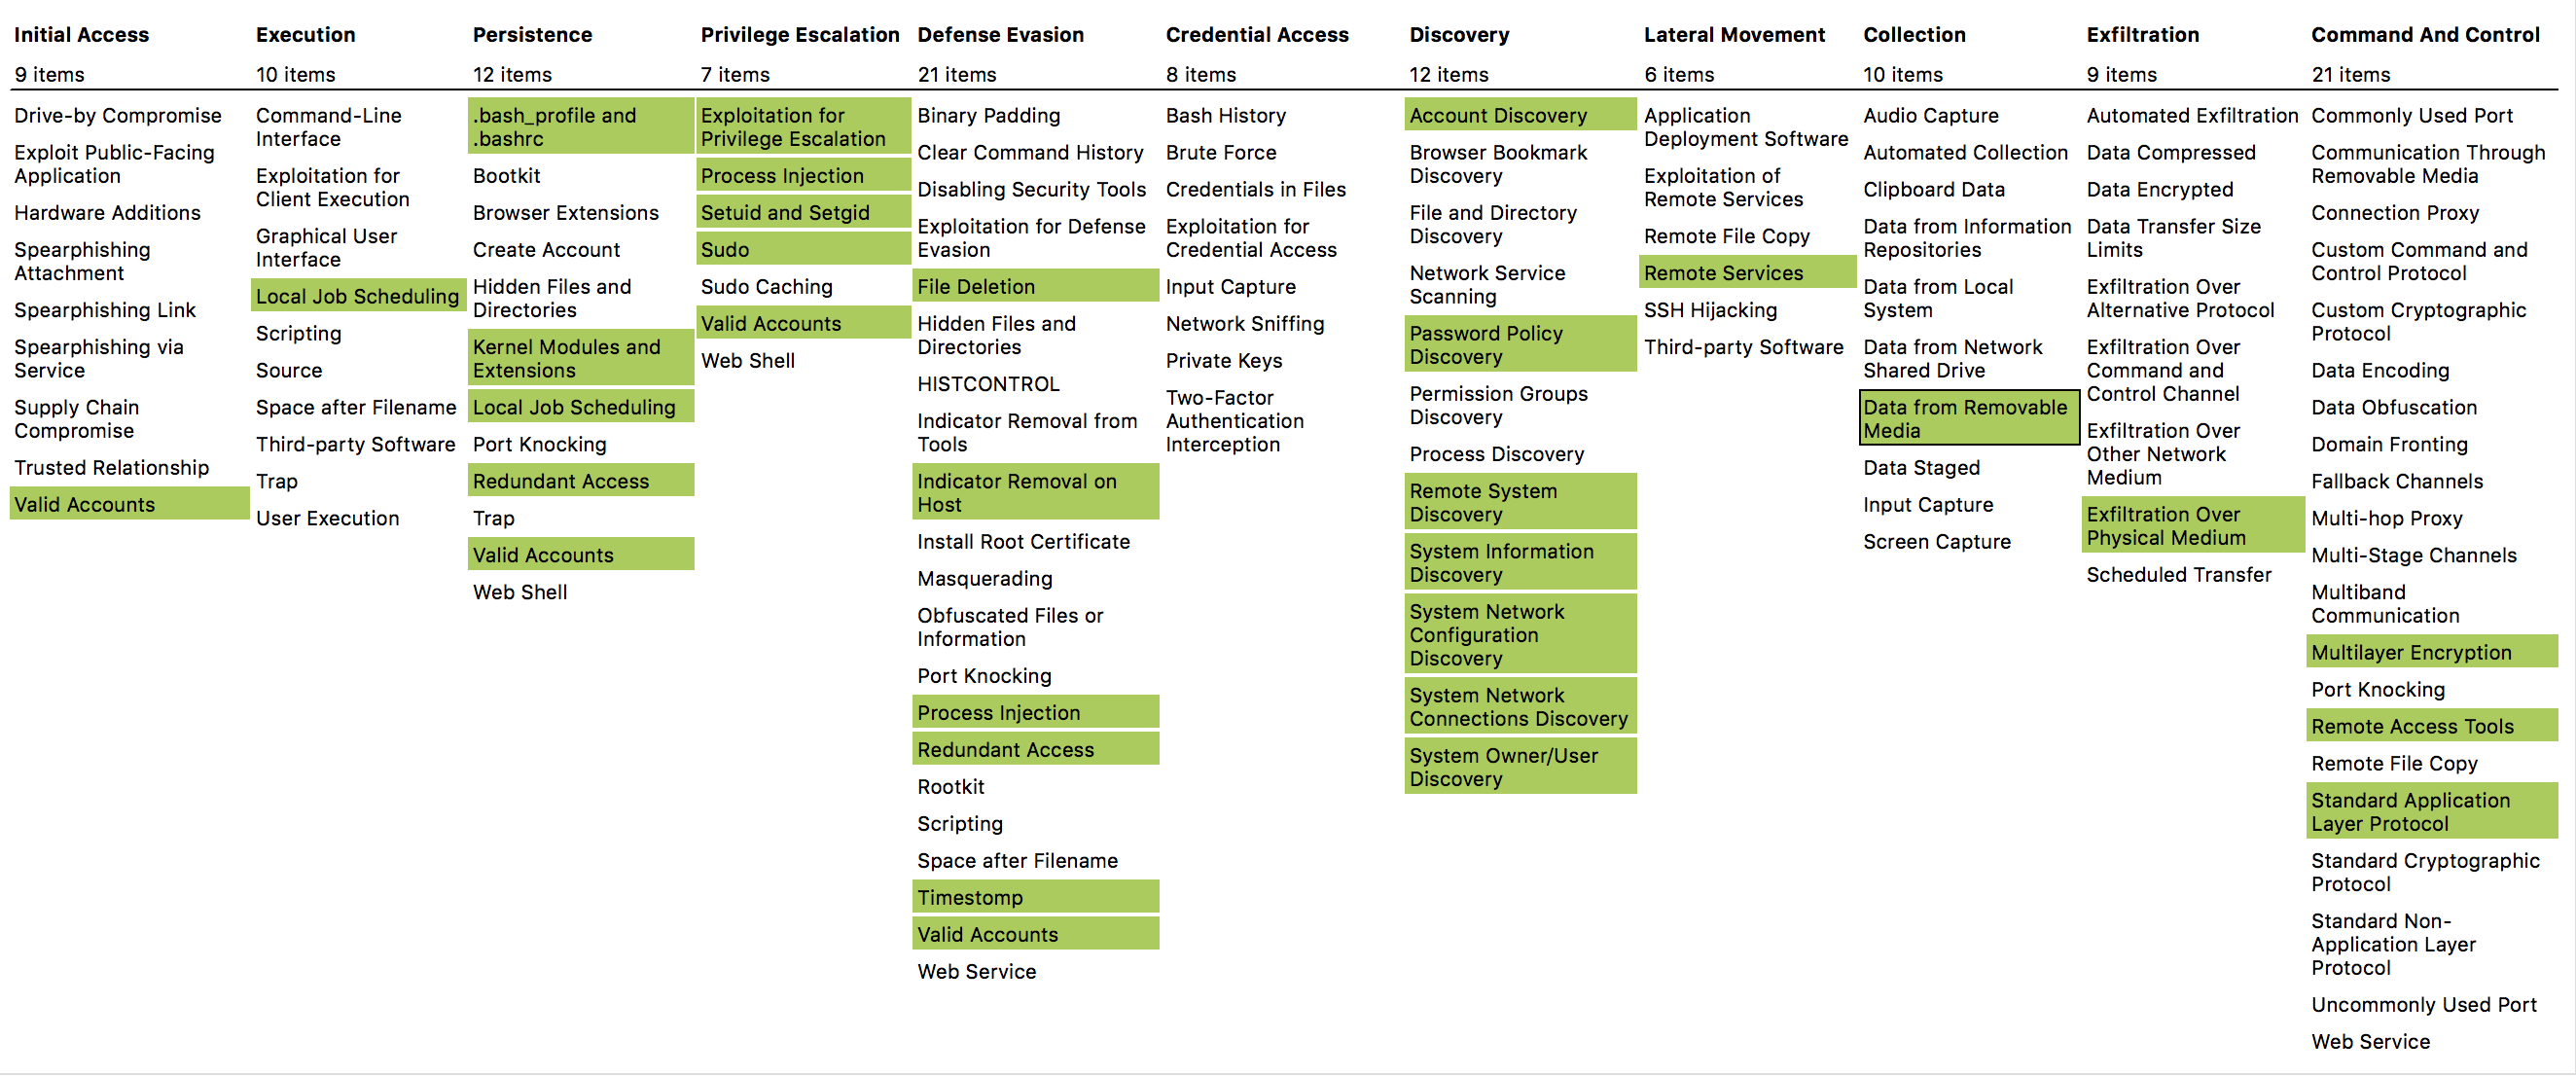 Initial Access
9 items
Drive-by Compromise
Exploit Public-Facing
Application
Hardware Additions
Spearphishing
Attachment
Spearphishing Link
Spearphishing via
Service
Supply Chain
Compromise
Trusted Relationship
Valid Accounts
Execution
10 items
Command-Line
Interface
Exploitation for
Client Execution
Graphical User
Interface
Local Job Scheduling
Scripting
Source
Space after Filename
Third-party Software
Trap
User Execution
Persistence
12 items
.bash_profile and
.bashrc
Bootkit
Browser Extensions
Create Account
Hidden Files and
Directories
Kernel Modules and
Extensions
Local Job Scheduling
Port Knocking
Redundant Access
Trap
Valid Accounts
Web Shell
Privilege Escalation
7 items
Exploitation for
Privilege Escalation
Process Injection
Setuid and Setgid
Sudo
Sudo Caching
Valid Accounts
Web Shell
Defense Evasion
21 items
Binary Padding
Clear Command History
Disabling Security Tools
Exploitation for Defense
Evasion
File Deletion
Hidden Files and
Directories
HISTCONTROL
Indicator Removal from
Tools
Indicator Removal on
Host
Install Root Certificate
Masquerading
Obfuscated Files or
Information
Port Knocking
Process Injection
Redundant Access
Rootkit
Scripting
Space after Filename
Timestomp
Valid Accounts
Web Service
Credential Access
8 items
Bash History
Brute Force
Credentials in Files
Exploitation for
Credential Access
Input Capture
Network Sniffing
Private Keys
Two-Factor
Authentication
Interception
Discovery
12 items
Account Discovery
Browser Bookmark
Discovery
File and Directory
Discovery
Network Service
Scanning
Password Policy
Discovery
Permission Groups
Discovery
Process Discovery
Remote System
Discovery
System Information
Discovery
System Network
Configuration
Discovery
System Network
Connections Discovery
System Owner/User
Discovery
Lateral Movement
6 items
Application
Deployment Software
Exploitation of
Remote Services
Remote File Copy
Remote Services
SSH Hijacking
Third-party Software
Collection
10 items
Audio Capture
Automated Collection
Clipboard Data
Data from Information
Repositories
Data from Local
System
Data from Network
Shared Drive
Data from Removable
Media
Data Staged
Input Capture
Screen Capture
Exfiltration
9 items
Automated Exfiltration
Data Compressed
Data Encrypted
Data Transfer Size
Limits
Exfiltration Over
Alternative Protocol
Exfiltration Over
Command and
Control Channel
Exfiltration Over
Other Network
Medium
Exfiltration Over
Physical Medium
Scheduled Transfer
Command And Control
21 items
Commonly Used Port
Communication Through
Removable Media
Connection Proxy
Custom Command and
Control Protocol
Custom Cryptographic
Protocol
Data Encoding
Data Obfuscation
Domain Fronting
Fallback Channels
Multi-hop Proxy
Multi-Stage Channels
Multiband
Communication
Multilayer Encryption
Port Knocking
Remote Access Tools
Remote File Copy
Standard Application
Layer Protocol
Standard Cryptographic
Protocol
Standard Non-
Application Layer
Protocol
Uncommonly Used Port
Web Service